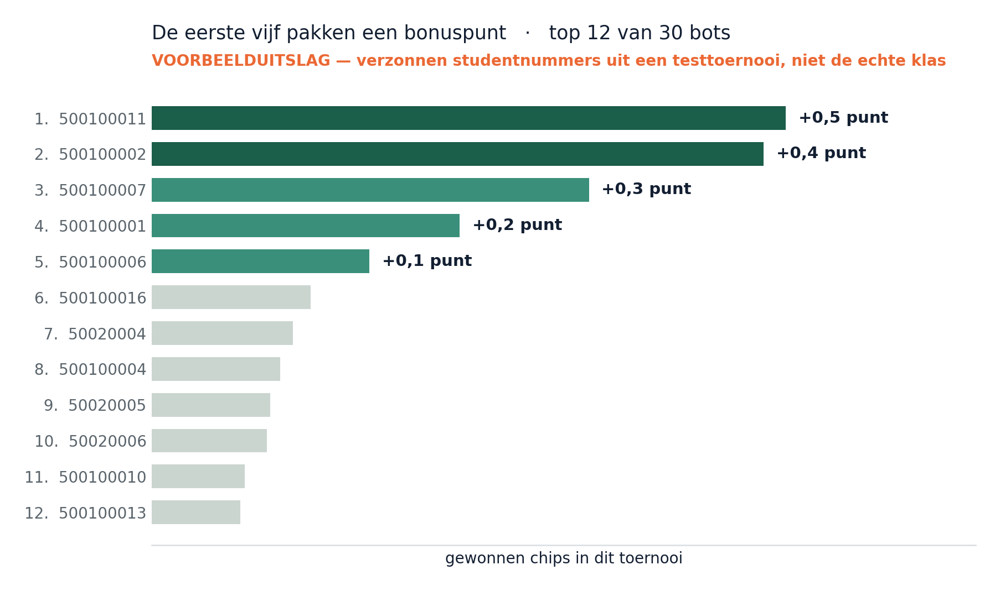 De eerste vijf pakken een bonuspunt · top 12 van 30 bots
VOORBEELDUITSLAG — verzonnen studentnummers uit een testtoernooi, niet de echte klas
1. 500100011 +0,5 punt
2. 500100002 +0,4 punt
3. 500100007 +0,3 punt
4. 500100001 +0,2 punt
5. 500100006 +0,1 punt
6. 500100016
7. 50020004
8. 500100004
9. 50020005
10. 50020006
11. 500100010
12. 500100013
gewonnen chips in dit toernooi